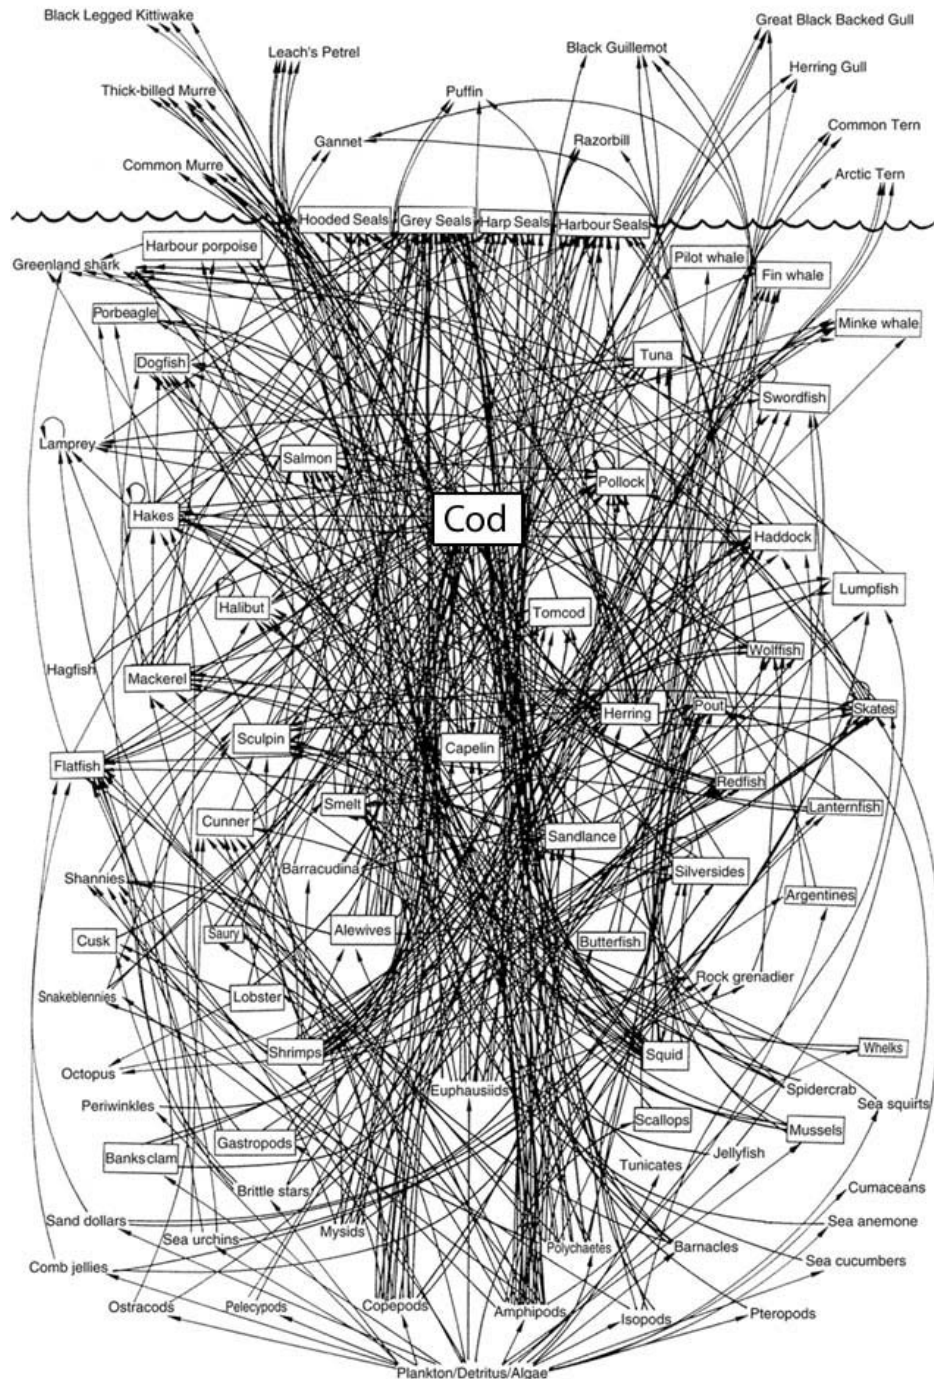 Black Legged Kittiwake
Great Black Backed Gull
Leach's Petrel
Black Guillemot
Herring Gull
Thick-billed Murre
Puffin
Gannet
Razorbill
Common Tern
Common Murre
Arctic Tern
Hooded Seals
Grey Seals
Harp Seals
Harbour Seals
Harbour porpoise
Pilot whale
Greenland shark
Fin whale
Porbeagle
Minke whale
Tuna
Dogfish
Swordfish
Lamprey
Salmon
Pollock
Hakes
Cod
Haddock
Lumpfish
Halibut
Tomcod
Wolffish
Hagfish
Mackerel
Herring
Pout
Skates
Sculpin
Capelin
Flatfish
Redfish
Smelt
Lanternfish
Cunner
Sandlance
Barracudina
Silversides
Shannies
Argentines
Saury
Alewives
Cusk
Butterfish
Rock grenadier
Snakeblennies
Lobster
Shrimps
Squid
Whelks
Octopus
Euphausiids
Spidercrab
Periwinkles
Sea squirts
Scallops
Mussels
Gastropods
Banksclam
Jellyfish
Tunicates
Brittle stars
Cumaceans
Sand dollars
Mysids
Sea anemone
Sea urchins
Polychaetes
Barnacles
Comb jellies
Sea cucumbers
Ostracods
Pelecypods
Copepods
Amphipods
Isopods
Pteropods
Plankton/Detritus/Algae